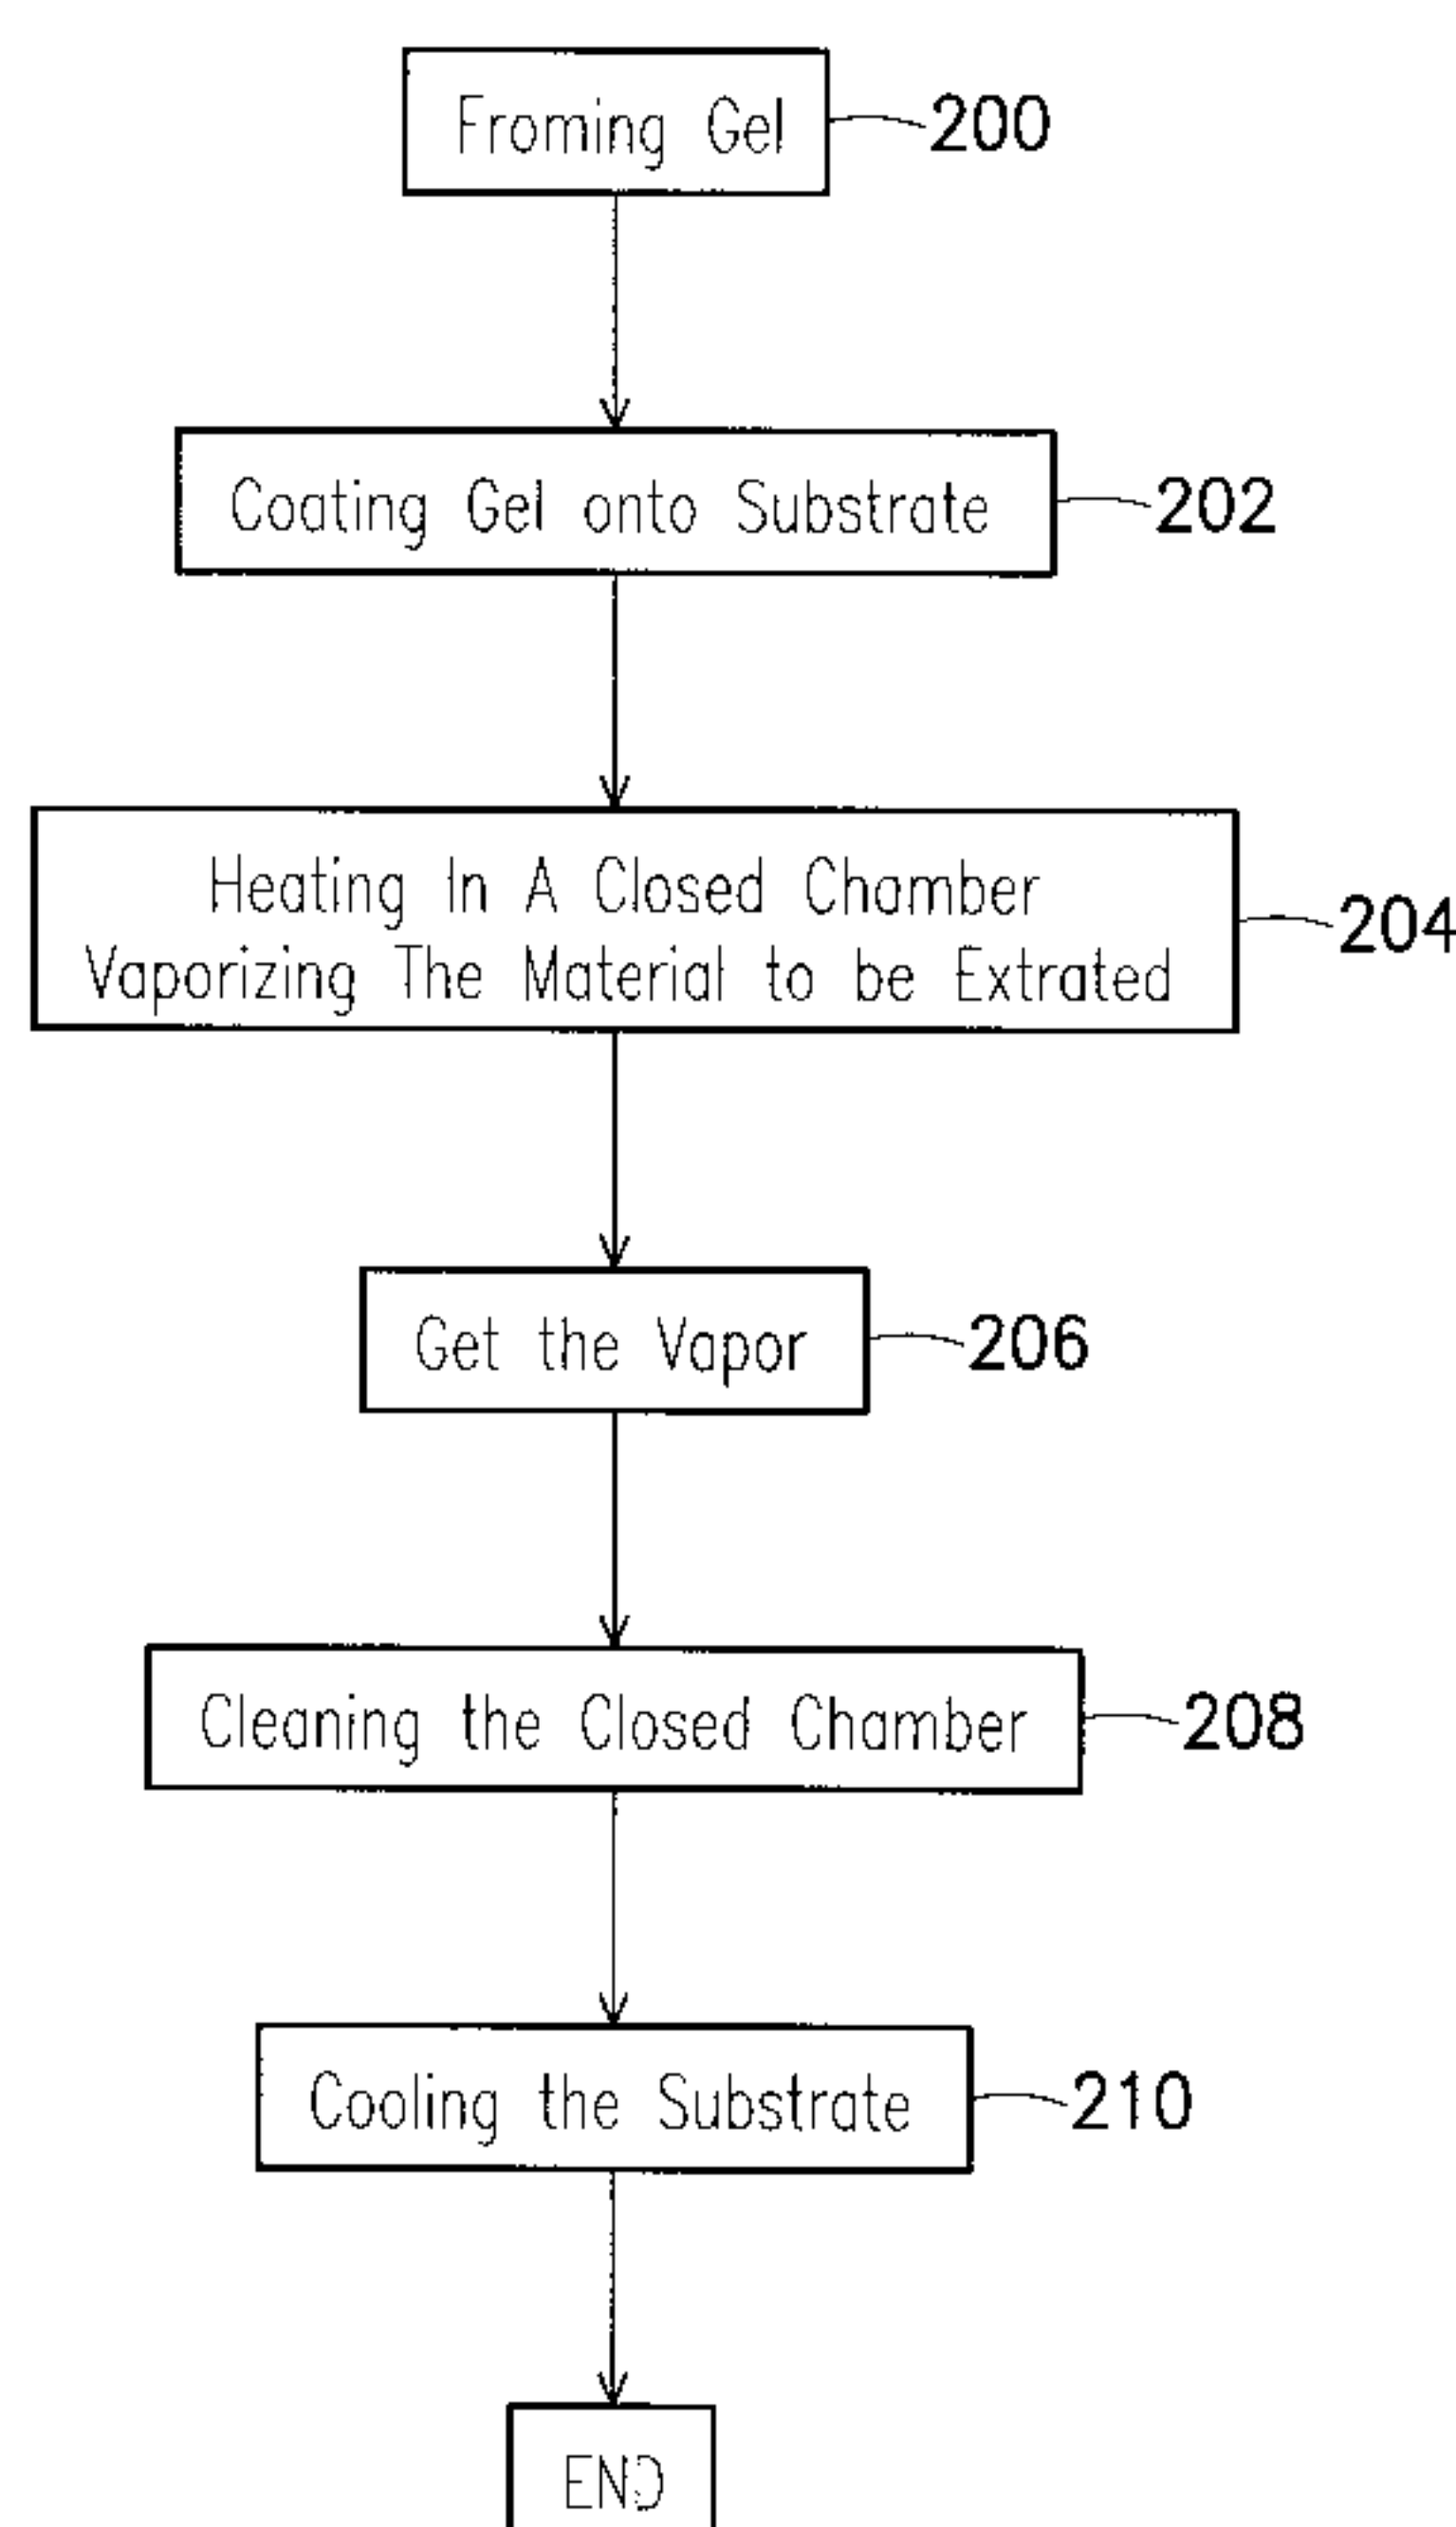 Froming Gel
200
Coating Gel onto Substrate
202
Heating In A Closed Chamber
Vaporizing The Material to be Extrated
204
Get the Vapor
206
Cleaning the Closed Chamber
208
Cooling the Substrate
210
END